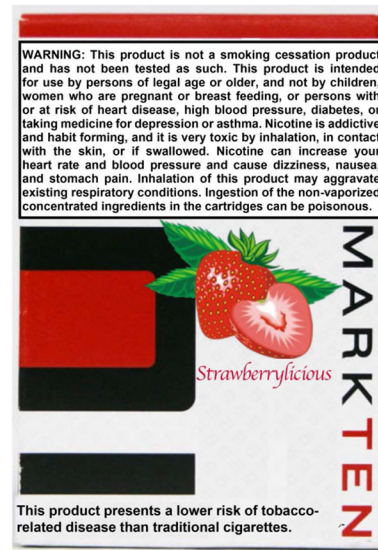 WARNING: This product is not a smoking cessation product
and has not been tested as such. This product is intended
for use by persons of legal age or older, and not by children,
women who are pregnant or breast feeding, or persons with
or at risk of heart disease, high blood pressure, diabetes, or
taking medicine for depression or asthma. Nicotine is addictive
and habit forming, and it is very toxic by inhalation, in contact
with the skin, or if swallowed. Nicotine can increase your
heart rate and blood pressure and cause dizziness, nausea,
and stomach pain. Inhalation of this product may aggravate
existing respiratory conditions. Ingestion of the non-vaporized
concentrated ingredients in the cartridges can be poisonous.
MARKTEN
Strawberrylicious
This product presents a lower risk of tobacco-
related disease than traditional cigarettes.